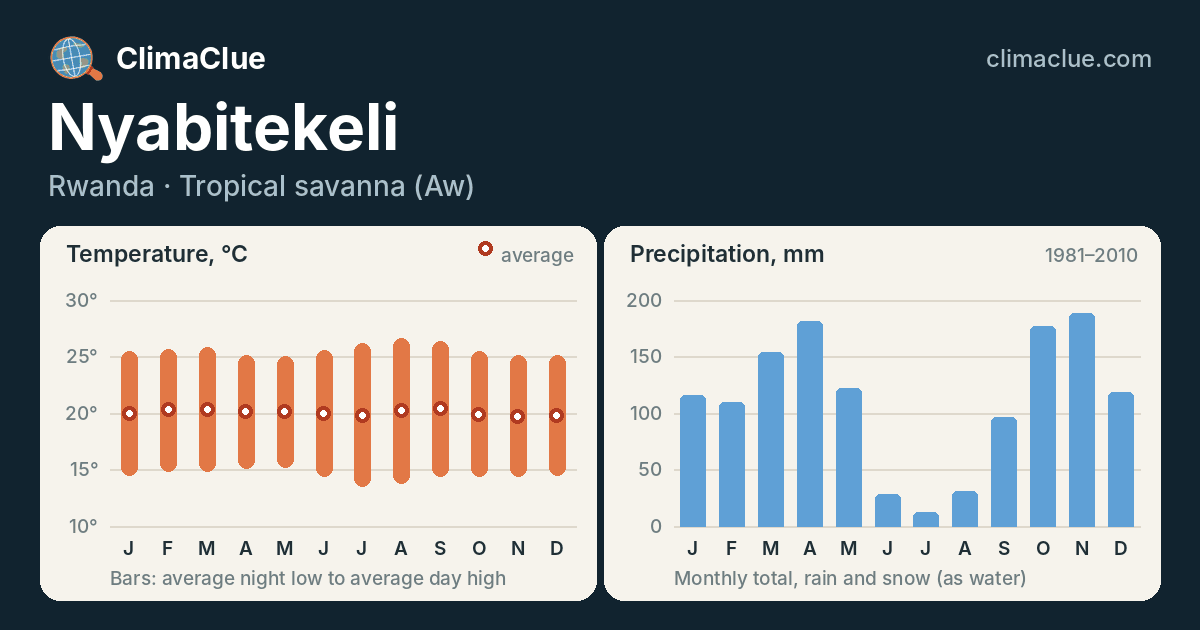 ClimaClue
climaclue.com
Nyabitekeli
Rwanda · Tropical savanna (Aw)
Temperature, °C
average
30°
25°
20°
15°
10°
J F M A M J J A S O N D
Bars: average night low to average day high
Precipitation, mm
1981–2010
200
150
100
50
0
J F M A M J J A S O N D
Monthly total, rain and snow (as water)